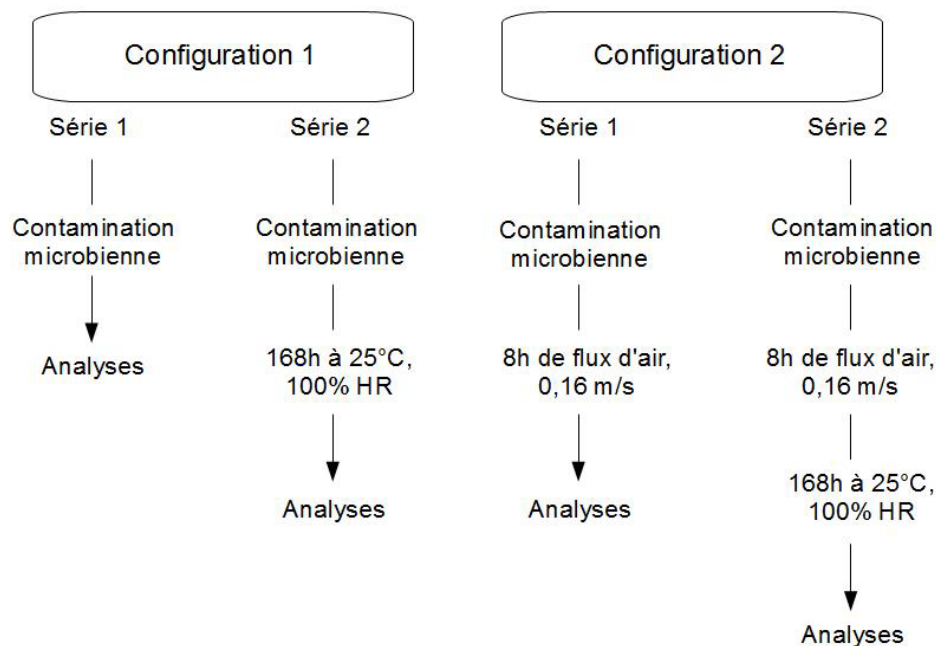 Configuration 1
Série 1
Contamination
microbienne
Analyses
Série 2
Contamination
microbienne
168h à 25°C,
100% HR
Analyses
Configuration 2
Série 1
Contamination
microbienne
8h de flux d'air,
0,16 m/s
Analyses
Série 2
Contamination
microbienne
8h de flux d'air,
0,16 m/s
168h à 25°C,
100% HR
Analyses